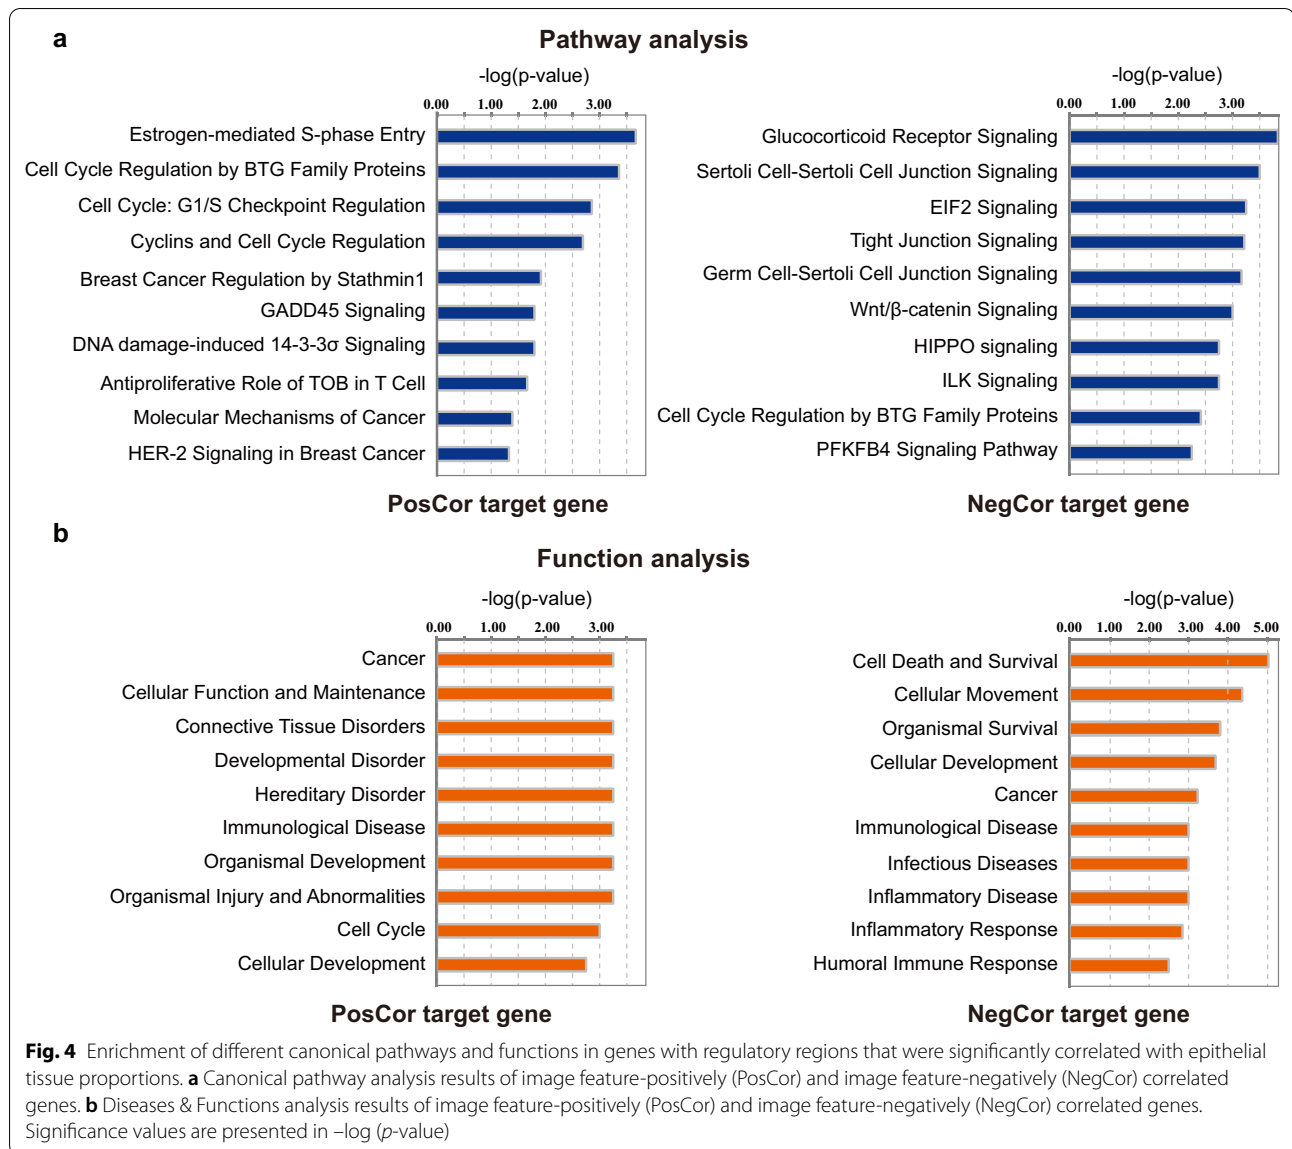 a
Pathway analysis
-log(p-value)
0.00 1.00 2.00 3.00
Estrogen-mediated S-phase Entry
Cell Cycle Regulation by BTG Family Proteins
Cell Cycle: G1/S Checkpoint Regulation
Cyclins and Cell Cycle Regulation
Breast Cancer Regulation by Stathmin1
GADD45 Signaling
DNA damage-induced 14-3-3σ Signaling
Antiproliferative Role of TOB in T Cell
Molecular Mechanisms of Cancer
HER-2 Signaling in Breast Cancer
PosCor target gene
-log(p-value)
0.00 1.00 2.00 3.00
Glucocorticoid Receptor Signaling
Sertoli Cell-Sertoli Cell Junction Signaling
EIF2 Signaling
Tight Junction Signaling
Germ Cell-Sertoli Cell Junction Signaling
Wnt/β-catenin Signaling
HIPPO signaling
ILK Signaling
Cell Cycle Regulation by BTG Family Proteins
PFKFB4 Signaling Pathway
NegCor target gene
b
Function analysis
-log(p-value)
0.00 1.00 2.00 3.00
Cancer
Cellular Function and Maintenance
Connective Tissue Disorders
Developmental Disorder
Hereditary Disorder
Immunological Disease
Organismal Development
Organismal Injury and Abnormalities
Cell Cycle
Cellular Development
PosCor target gene
-log(p-value)
0.00 1.00 2.00 3.00 4.00 5.00
Cell Death and Survival
Cellular Movement
Organismal Survival
Cellular Development
Cancer
Immunological Disease
Infectious Diseases
Inflammatory Disease
Inflammatory Response
Humoral Immune Response
NegCor target gene
Fig. 4 Enrichment of different canonical pathways and functions in genes with regulatory regions that were significantly correlated with epithelial
tissue proportions. a Canonical pathway analysis results of image feature-positively (PosCor) and image feature-negatively (NegCor) correlated
genes. b Diseases & Functions analysis results of image feature-positively (PosCor) and image feature-negatively (NegCor) correlated genes.
Significance values are presented in –log (p-value)